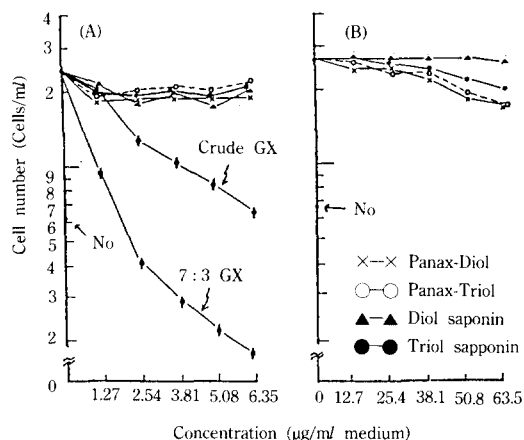 (A)
(B)
Cell number (Cells/ml)
4
3
2
9
8
7
6
5
4
3
2
0
Crude GX
No
7 : 3 GX
1.27 2.54 3.81 5.08 6.35
No
×--× Panax-Diol
○-○ Panax-Triol
▲-▲ Diol saponin
●-● Triol sapponin
0 12.7 25.4 38.1 50.8 63.5
Concentration (μg/ml medium)